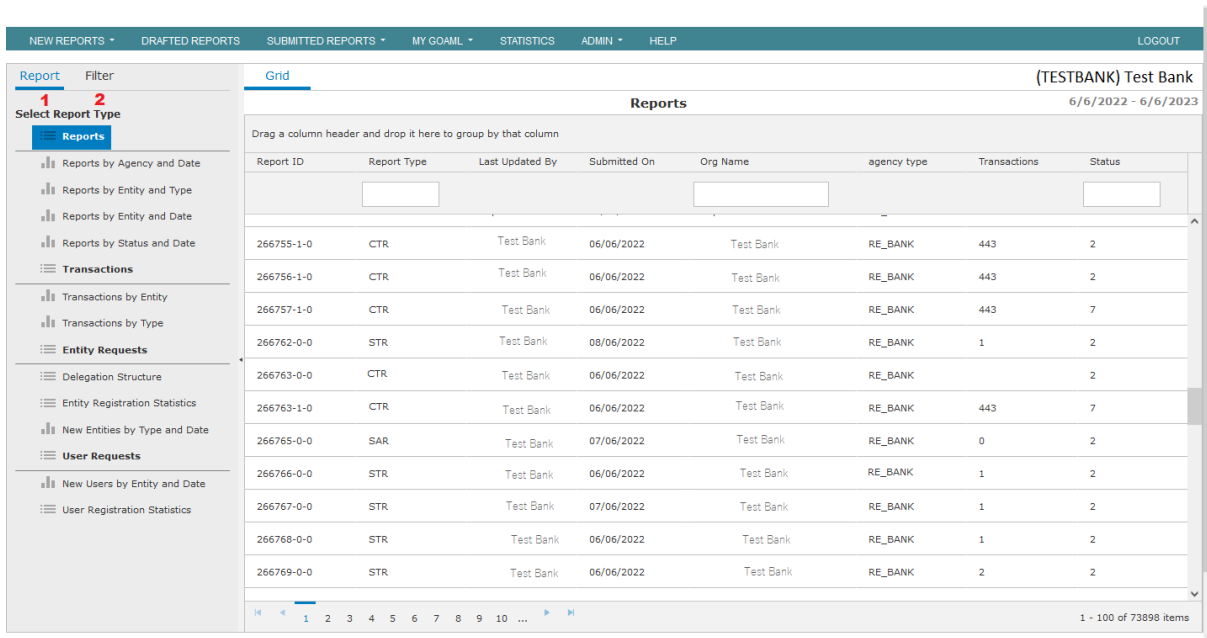 NEW REPORTS DRAFTED REPORTS SUBMITTED REPORTS MY GOAML STATISTICS ADMIN HELP LOGOUT
Report Filter
1 2
Select Report Type
Reports
Reports by Agency and Date
Reports by Entity and Type
Reports by Entity and Date
Reports by Status and Date
Transactions
Transactions by Entity
Transactions by Type
Entity Requests
Delegation Structure
Entity Registration Statistics
New Entities by Type and Date
User Requests
New Users by Entity and Date
User Registration Statistics
Grid (TESTBANK) Test Bank
Reports 6/6/2022 - 6/6/2023
Drag a column header and drop it here to group by that column
Report ID Report Type Last Updated By Submitted On Org Name agency type Transactions Status
266755-1-0 CTR Test Bank 06/06/2022 Test Bank RE_BANK 443 2
266756-1-0 CTR Test Bank 06/06/2022 Test Bank RE_BANK 443 2
266757-1-0 CTR Test Bank 06/06/2022 Test Bank RE_BANK 443 7
266762-0-0 STR Test Bank 08/06/2022 Test Bank RE_BANK 1 2
266763-0-0 CTR Test Bank 06/06/2022 Test Bank RE_BANK 2
266763-1-0 CTR Test Bank 06/06/2022 Test Bank RE_BANK 443 7
266765-0-0 SAR Test Bank 07/06/2022 Test Bank RE_BANK 0 2
266766-0-0 STR Test Bank 06/06/2022 Test Bank RE_BANK 1 2
266767-0-0 STR Test Bank 07/06/2022 Test Bank RE_BANK 1 2
266768-0-0 STR Test Bank 06/06/2022 Test Bank RE_BANK 1 2
266769-0-0 STR Test Bank 06/06/2022 Test Bank RE_BANK 2 2
1 2 3 4 5 6 7 8 9 10 ... 1 - 100 of 73898 items